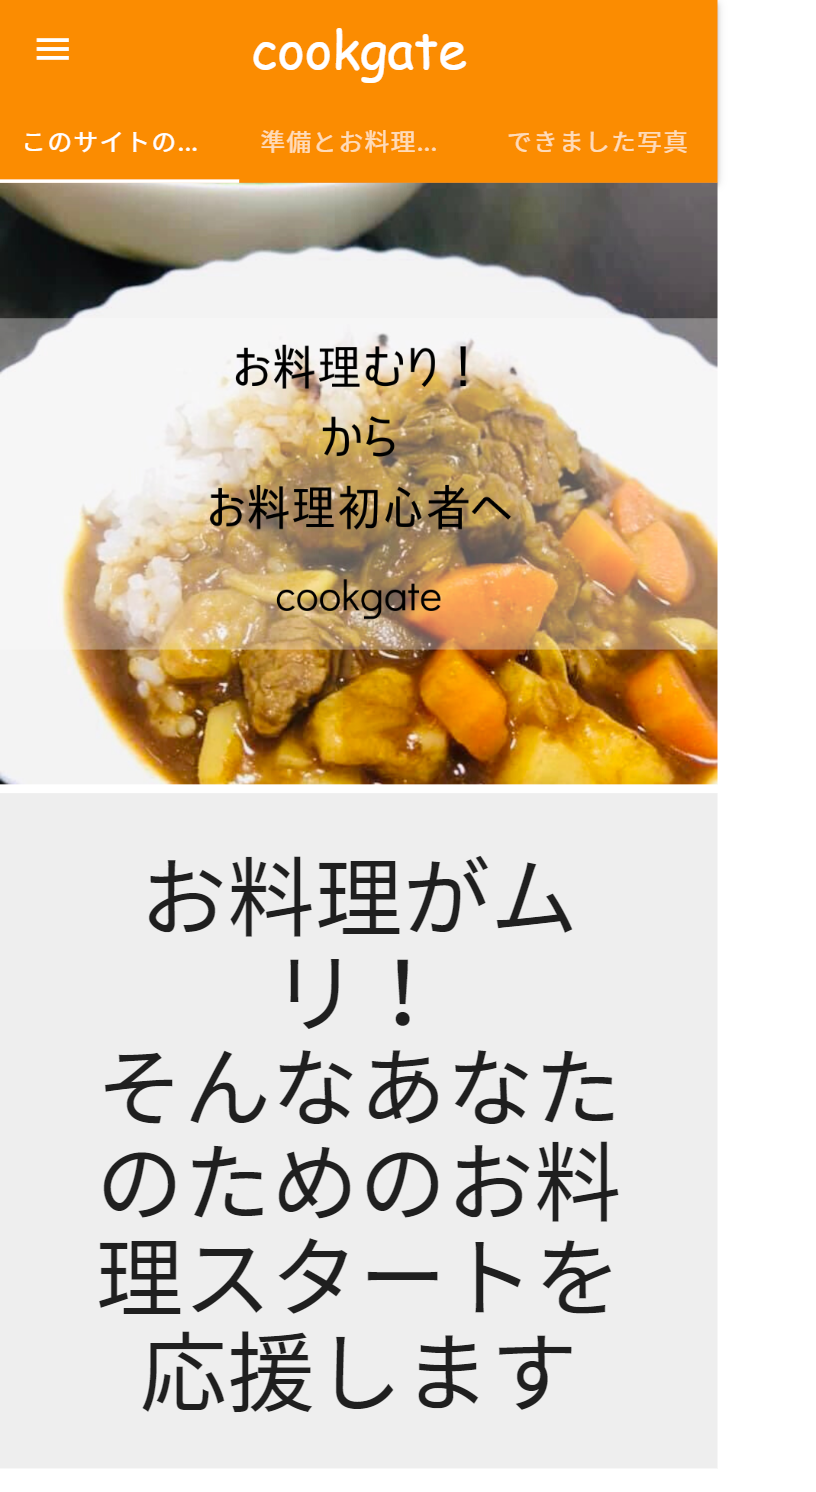 cookgate
このサイトの...
準備とお料理...
できました写真
お料理むり！
から
お料理初心者へ
cookgate
お料理がム
リ！
そんなあなた
のためのお料
理スタートを
応援します